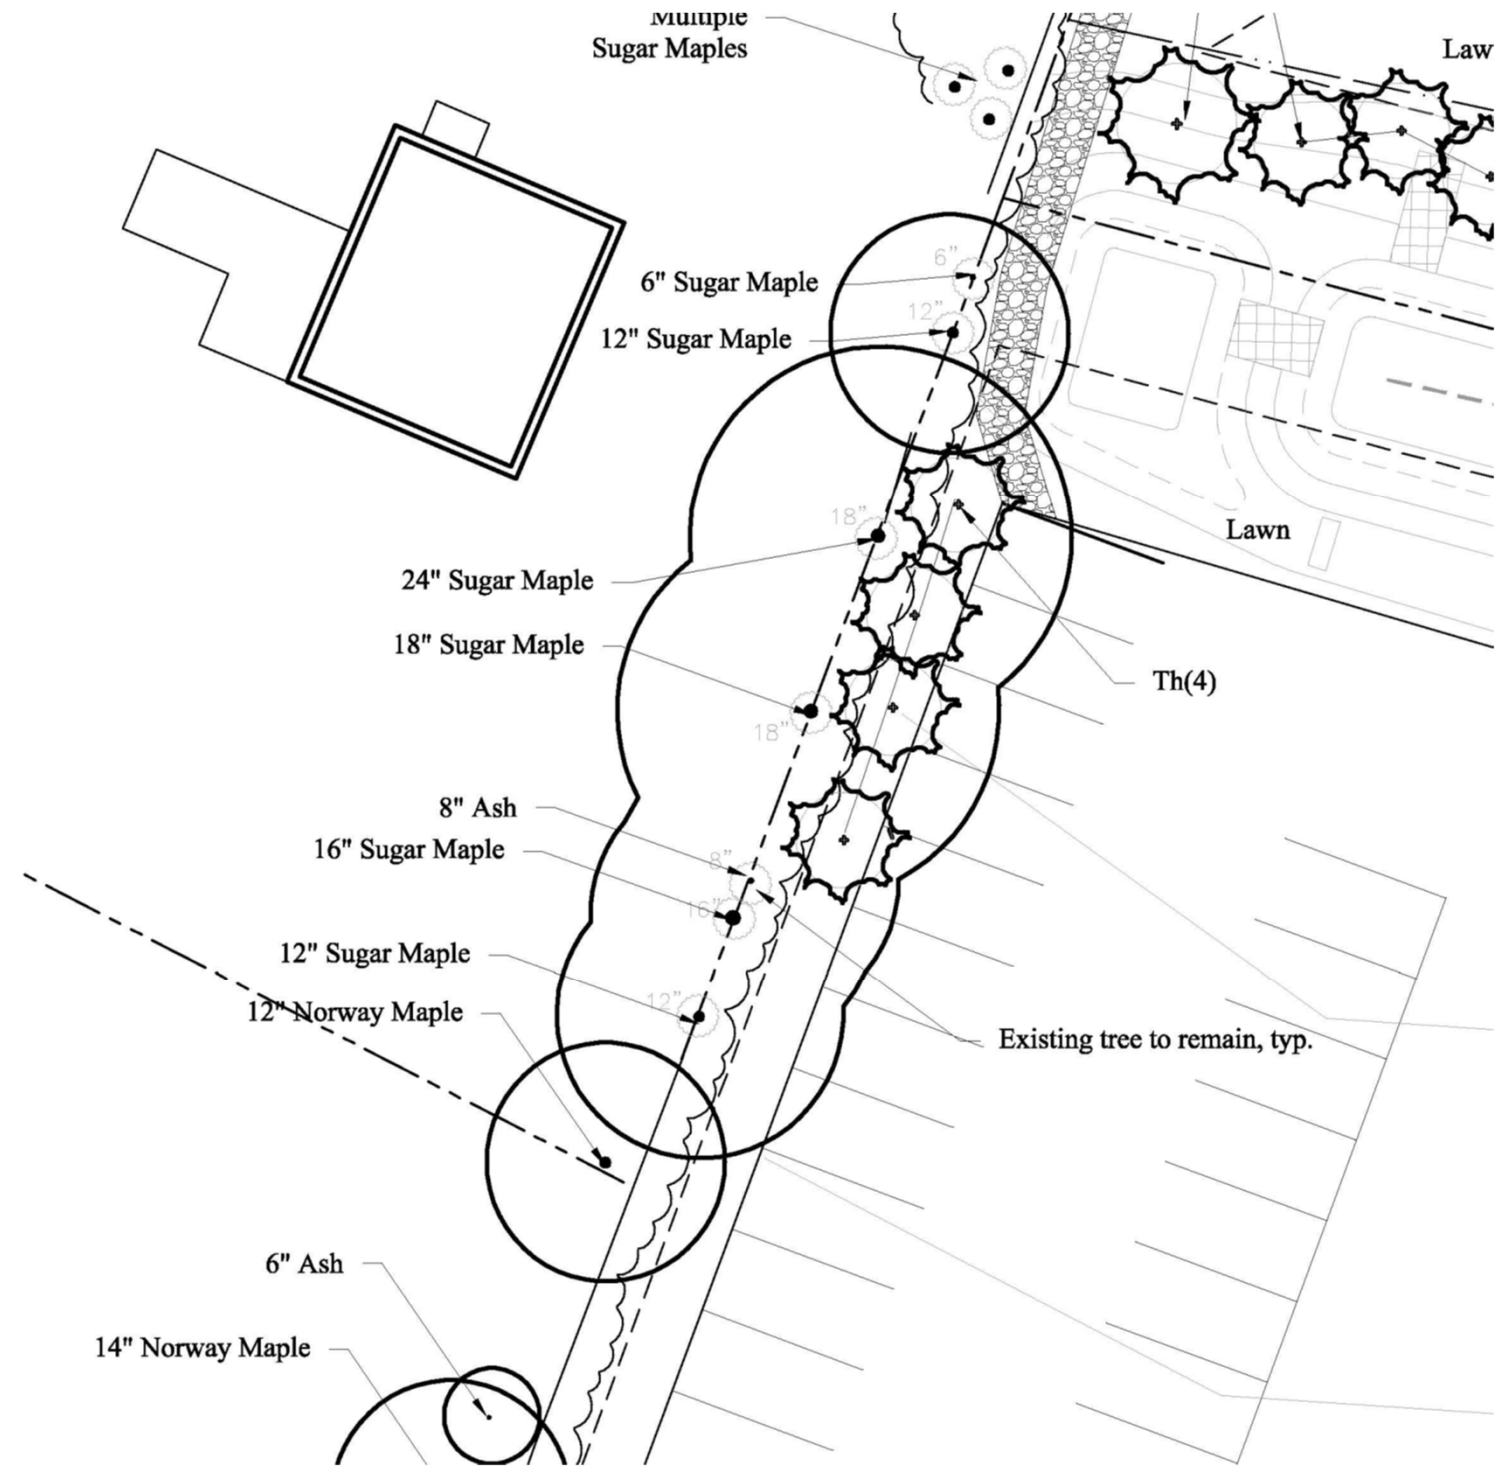 Multiple
Sugar Maples
Law
6"
6" Sugar Maple
12"
12" Sugar Maple
18"
Lawn
24" Sugar Maple
18" Sugar Maple
Th(4)
18"
8" Ash
16" Sugar Maple
8"
16"
12" Sugar Maple
12"
12" Norway Maple
Existing tree to remain, typ.
6" Ash
14" Norway Maple